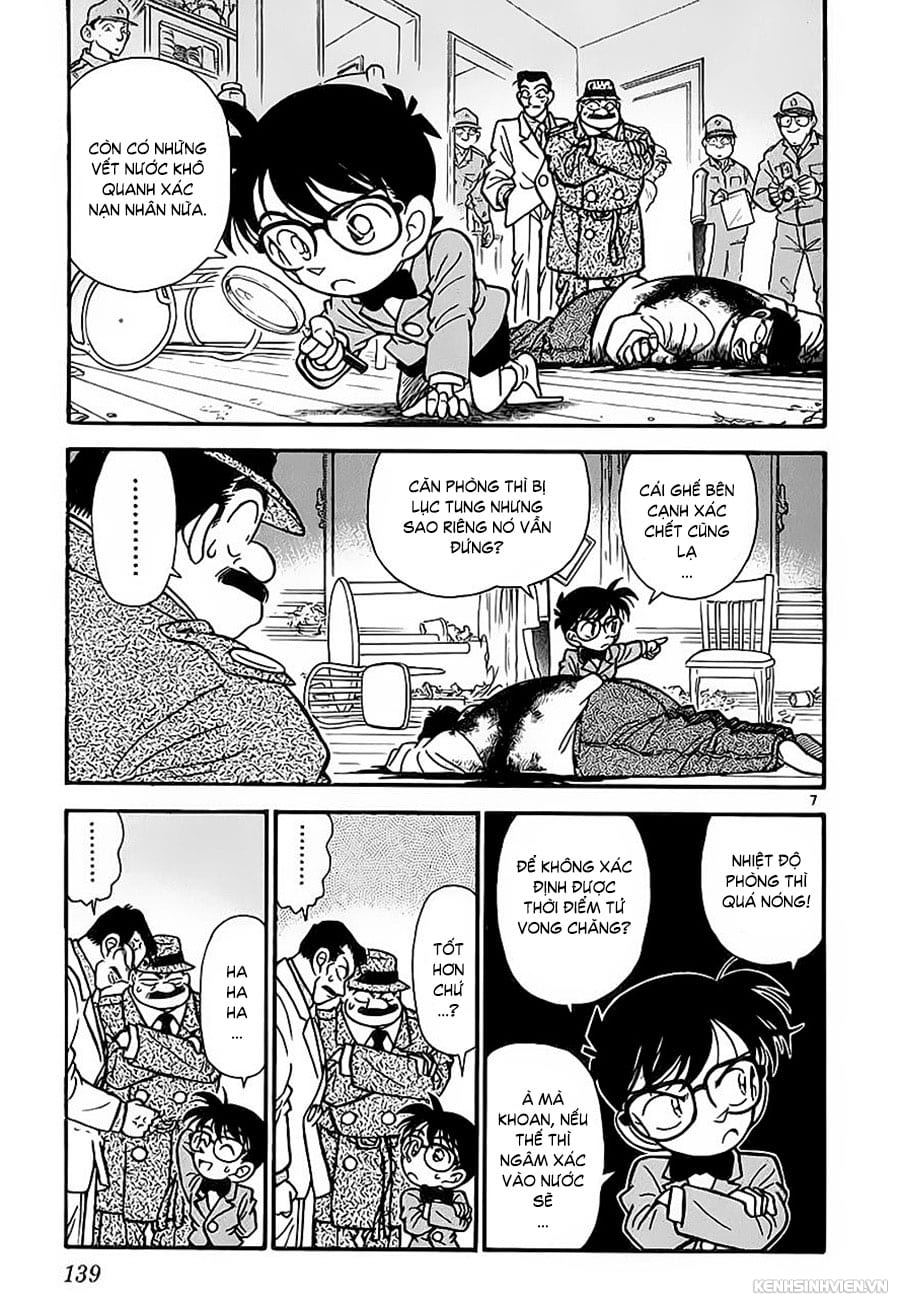 CÒN CÓ NHỮNG
VẾT NƯỚC KHÔ
QUANH XÁC
NẠN NHÂN NỮA.
CÁI GHẾ BÊN
CẠNH XÁC
CHẾT CŨNG
LẠ
...
CĂN PHÒNG THÌ BỊ
LỤC TUNG NHƯNG
SAO RIÊNG NÓ VẪN
ĐỨNG?
.........
7
NHIỆT ĐỘ
PHÒNG THÌ
QUÁ NÓNG!
ĐỂ KHÔNG XÁC
ĐỊNH ĐƯỢC
THỜI ĐIỂM TỬ
VONG CHĂNG?
À MÀ
KHOAN, NẾU
THẾ THÌ
NGÂM XÁC
VÀO NƯỚC
SẼ
...
TỐT
HƠN
CHỨ
...?
.........
HA
HA
HA
...
.........
139
KENHSINHVIEN.VN